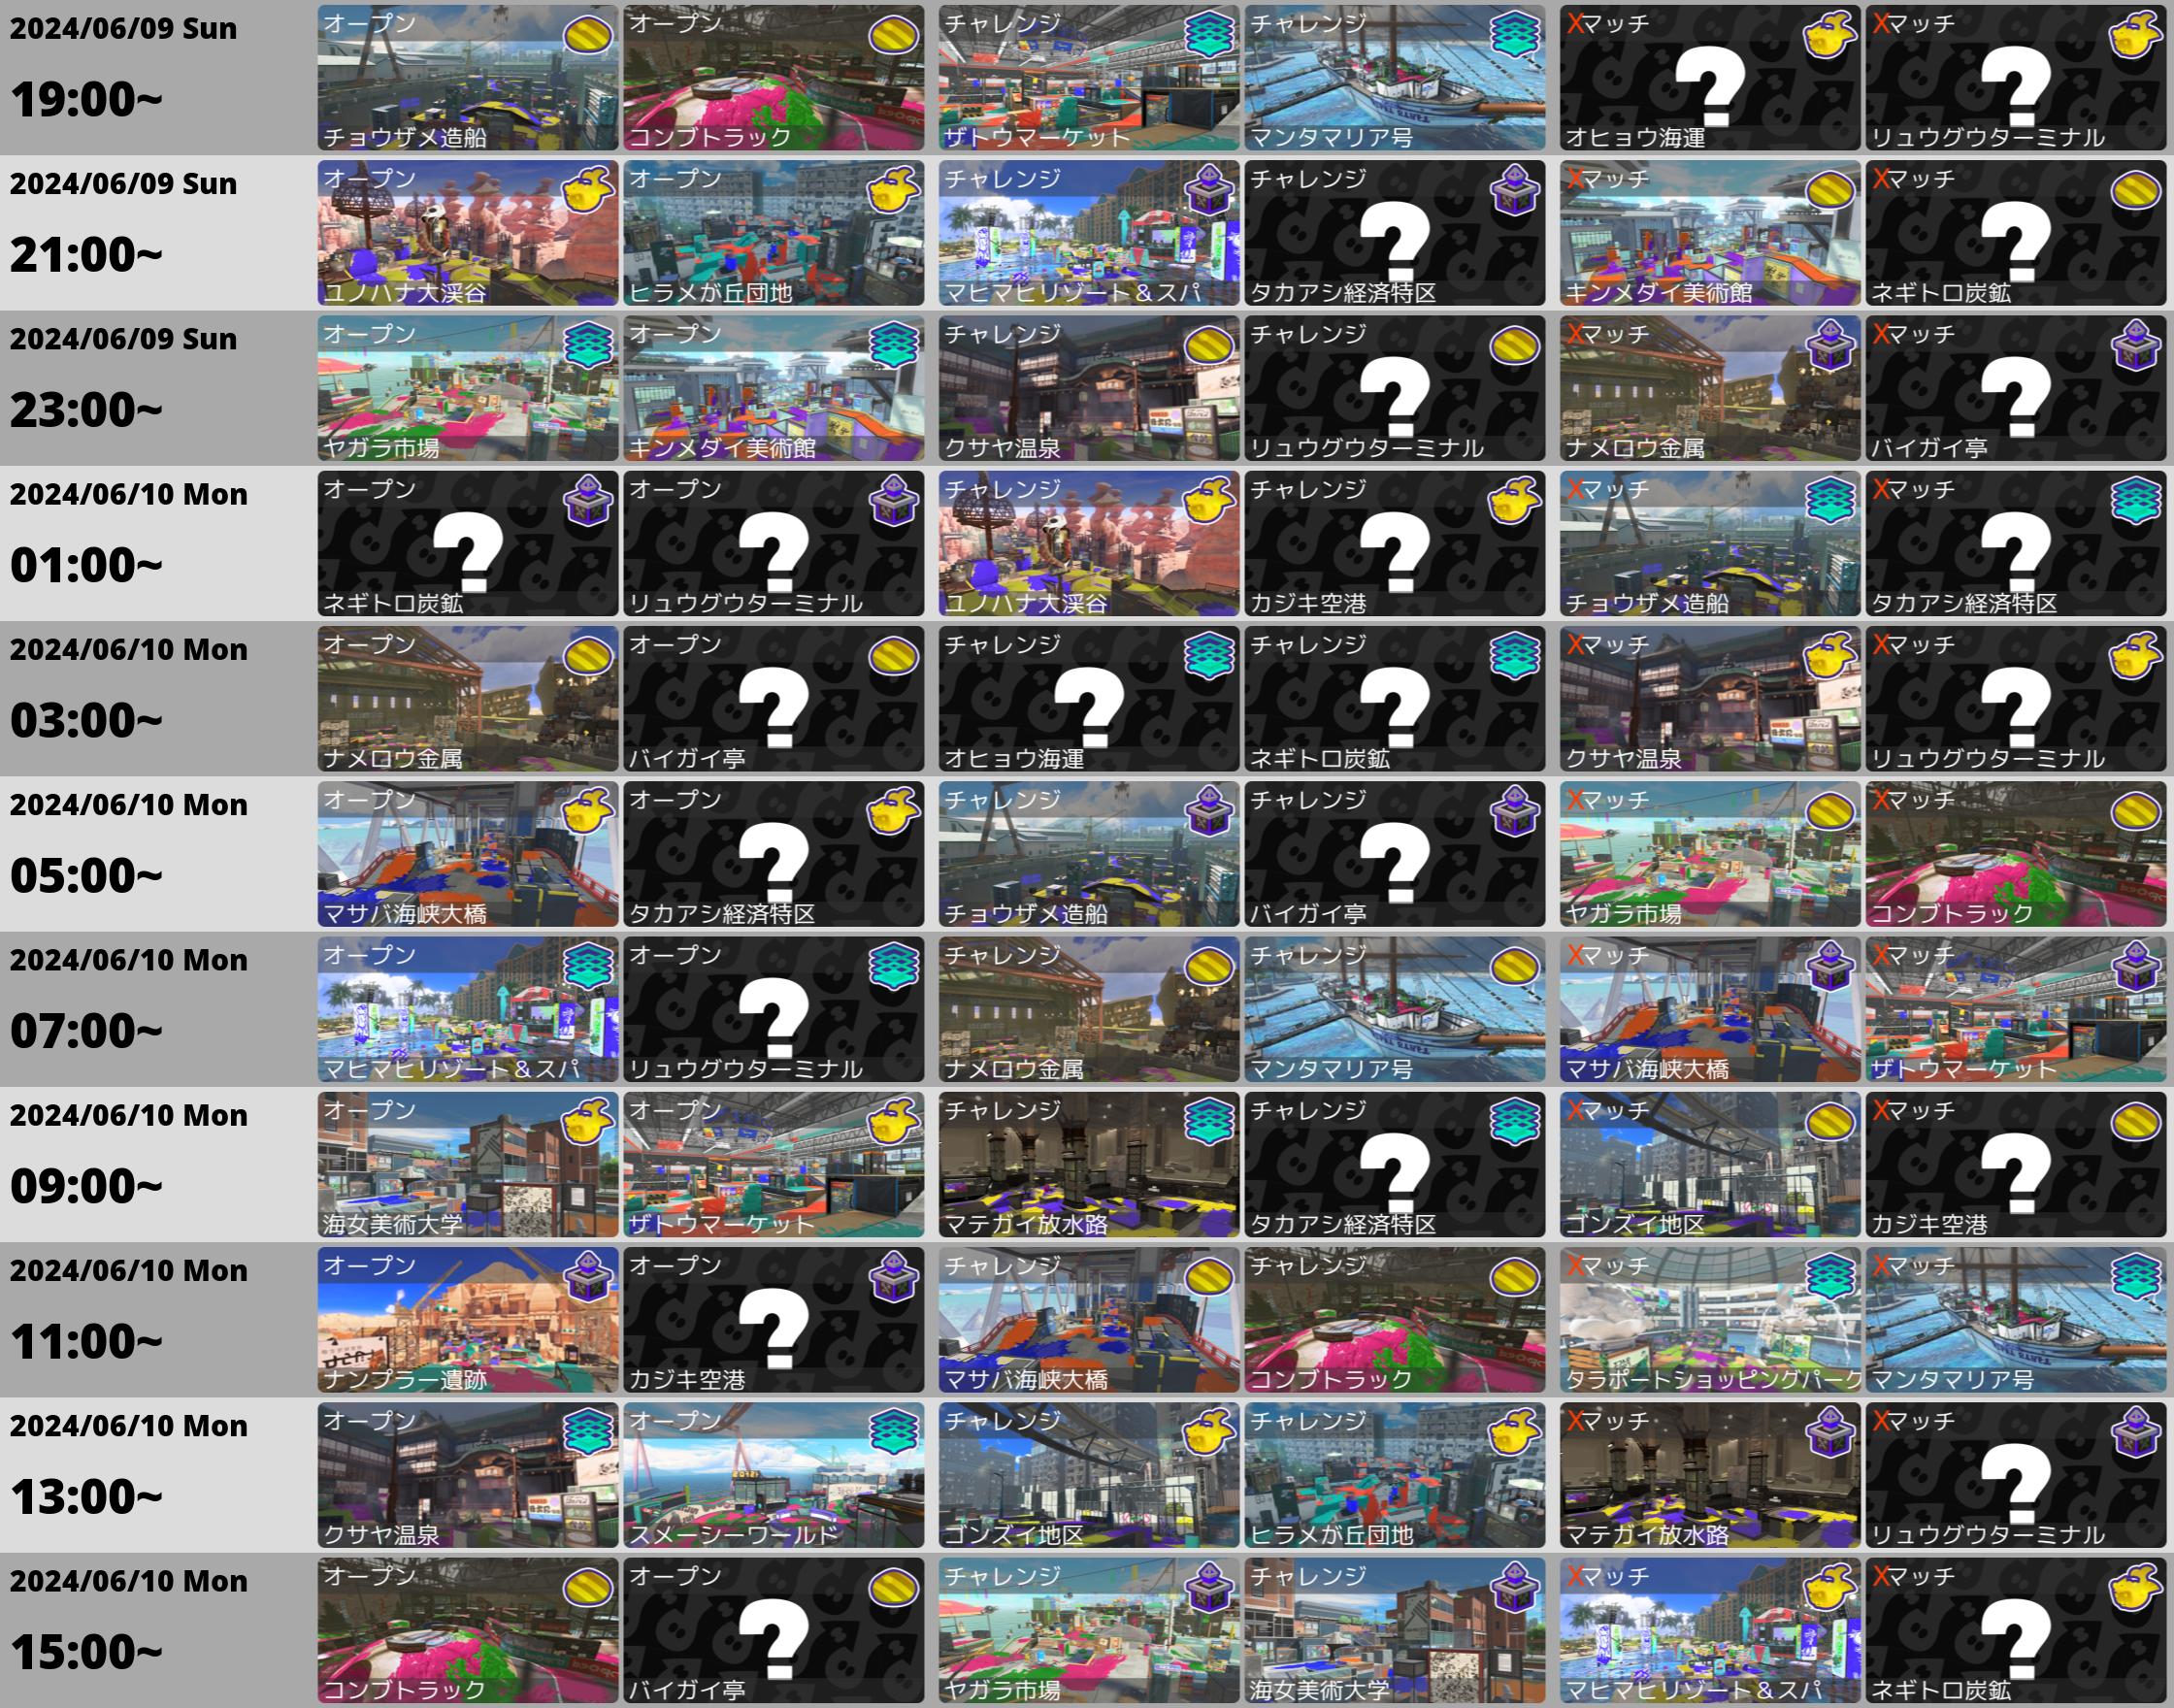 2024/06/09 Sun
19:00~
オープン
チョウザメ造船
オープン
コンブトラック
チャレンジ
ザトウマーケット
チャレンジ
マンタマリア号
Xマッチ
?
オヒョウ海運
Xマッチ
?
リュウグウターミナル
2024/06/09 Sun
21:00~
オープン
ユノハナ大渓谷
オープン
ヒラメが丘団地
チャレンジ
マヒマヒリゾート&スパ
チャレンジ
?
タカアシ経済特区
Xマッチ
キンメダイ美術館
Xマッチ
?
ネギトロ炭鉱
2024/06/09 Sun
23:00~
オープン
ヤガラ市場
オープン
キンメダイ美術館
チャレンジ
クサヤ温泉
チャレンジ
?
リュウグウターミナル
Xマッチ
ナメロウ金属
Xマッチ
?
バイガイ亭
2024/06/10 Mon
01:00~
オープン
?
ネギトロ炭鉱
オープン
?
リュウグウターミナル
チャレンジ
ユノハナ大渓谷
チャレンジ
?
カジキ空港
Xマッチ
チョウザメ造船
Xマッチ
?
タカアシ経済特区
2024/06/10 Mon
03:00~
オープン
ナメロウ金属
オープン
?
バイガイ亭
チャレンジ
?
オヒョウ海運
チャレンジ
?
ネギトロ炭鉱
Xマッチ
クサヤ温泉
Xマッチ
?
リュウグウターミナル
2024/06/10 Mon
05:00~
オープン
マサバ海峡大橋
オープン
?
タカアシ経済特区
チャレンジ
チョウザメ造船
チャレンジ
?
バイガイ亭
Xマッチ
ヤガラ市場
Xマッチ
コンブトラック
2024/06/10 Mon
07:00~
オープン
マヒマヒリゾート&スパ
オープン
?
リュウグウターミナル
チャレンジ
ナメロウ金属
チャレンジ
マンタマリア号
Xマッチ
マサバ海峡大橋
Xマッチ
ザトウマーケット
2024/06/10 Mon
09:00~
オープン
海女美術大学
オープン
ザトウマーケット
チャレンジ
マテガイ放水路
チャレンジ
?
タカアシ経済特区
Xマッチ
ゴンズイ地区
Xマッチ
?
カジキ空港
2024/06/10 Mon
11:00~
オープン
ナンプラー遺跡
オープン
?
カジキ空港
チャレンジ
マサバ海峡大橋
チャレンジ
コンブトラック
Xマッチ
タラポートショッピングパーク
Xマッチ
マンタマリア号
2024/06/10 Mon
13:00~
オープン
クサヤ温泉
オープン
スメーシーワールド
チャレンジ
ゴンズイ地区
チャレンジ
ヒラメが丘団地
Xマッチ
マテガイ放水路
Xマッチ
?
リュウグウターミナル
2024/06/10 Mon
15:00~
オープン
コンブトラック
オープン
?
バイガイ亭
チャレンジ
ヤガラ市場
チャレンジ
海女美術大学
Xマッチ
マヒマヒリゾート&スパ
Xマッチ
?
ネギトロ炭鉱